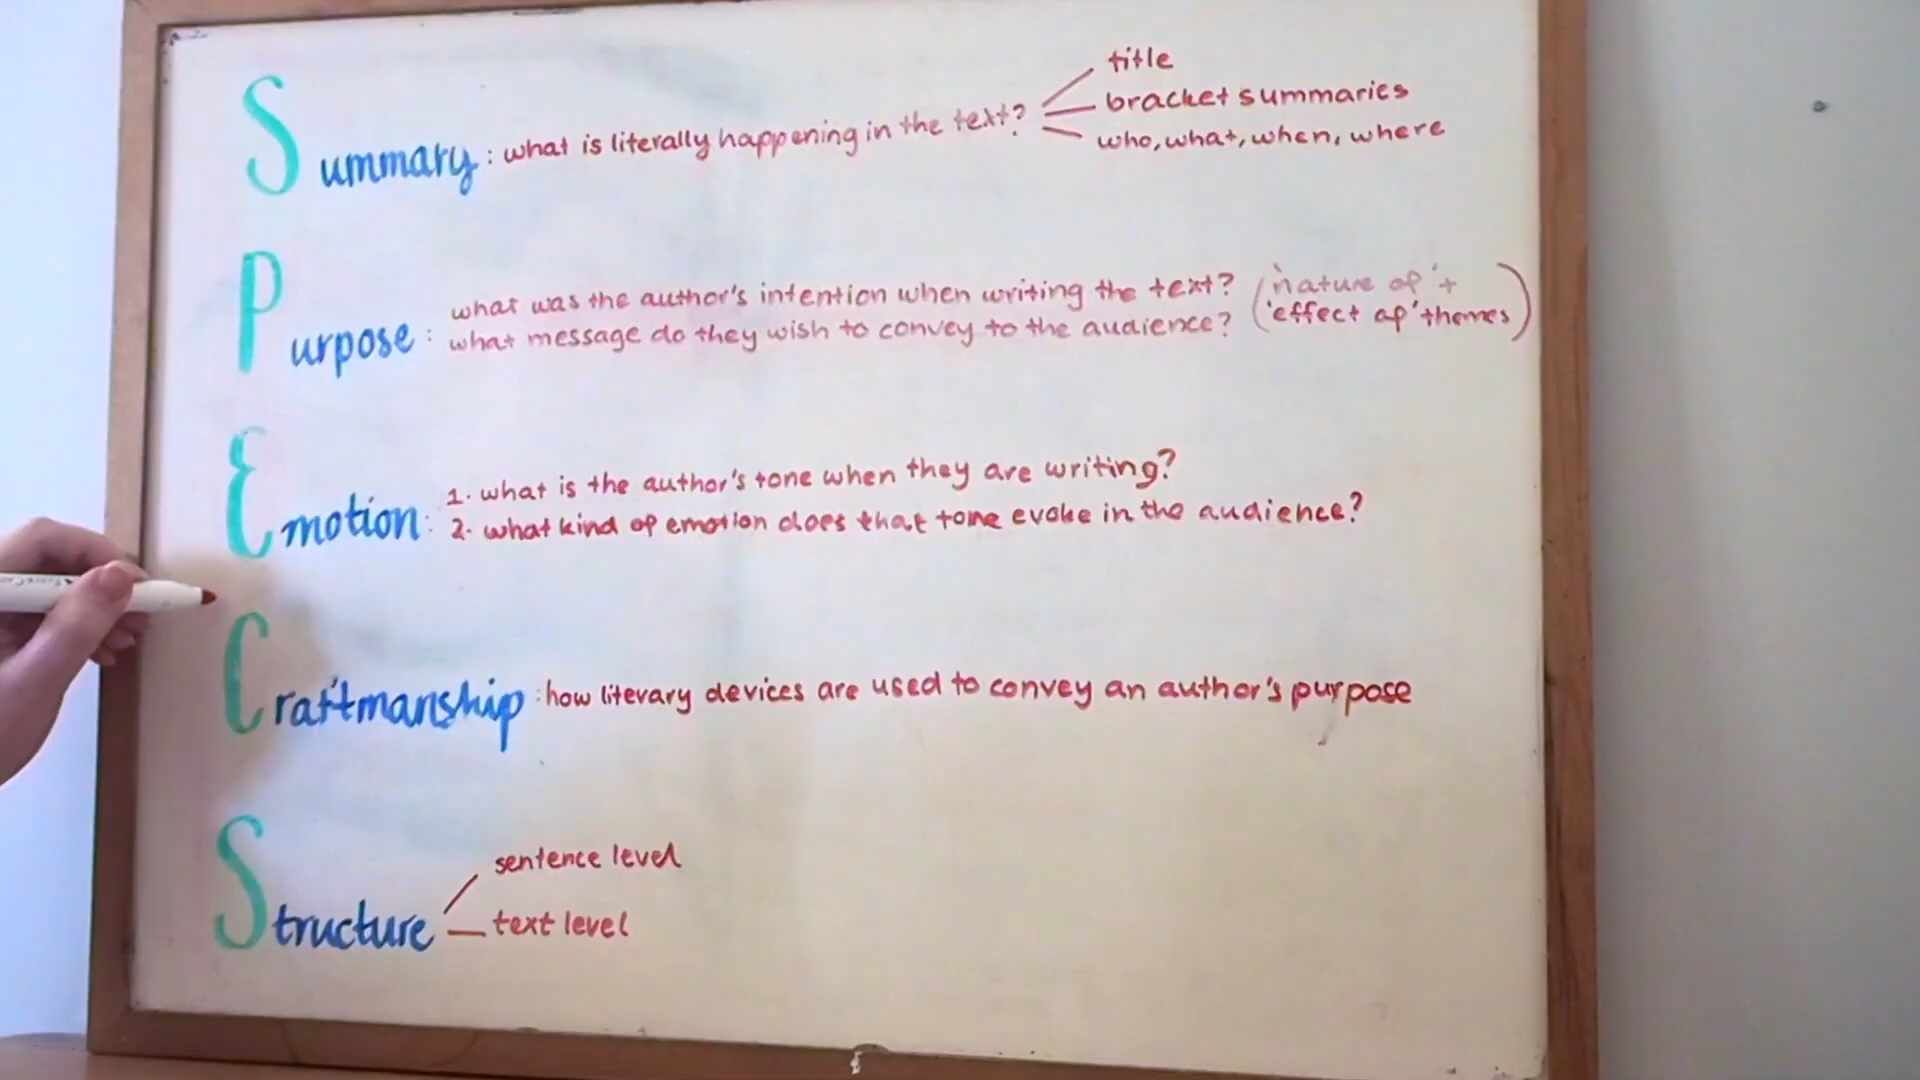 title
bracket summaries
Summary: what is literally happening in the text?
who, what, when, where
Purpose: what was the author's intention when writing the text? ('nature of' +
what message do they wish to convey to the audience? 'effect of' themes)
Emotion: 1. what is the author's tone when they are writing?
2. what kind of emotion does that tone evoke in the audience?
Craftmanship: how literary devices are used to convey an author's purpose
sentence level
Structure
text level